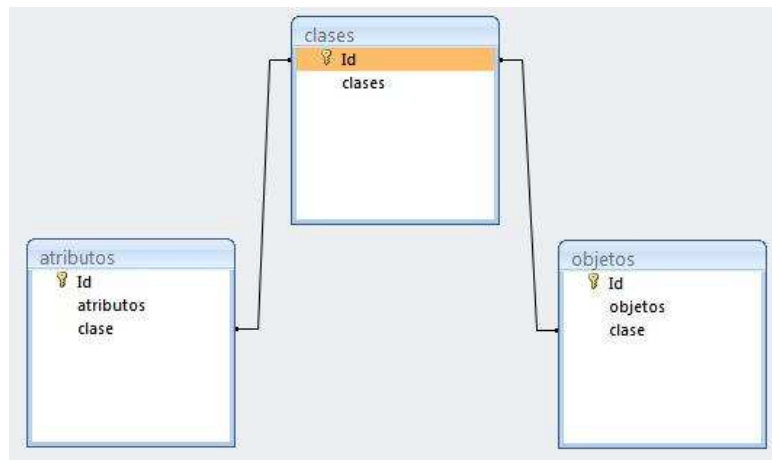 clases
Id
clases
atributos
Id
atributos
clase
objetos
Id
objetos
clase